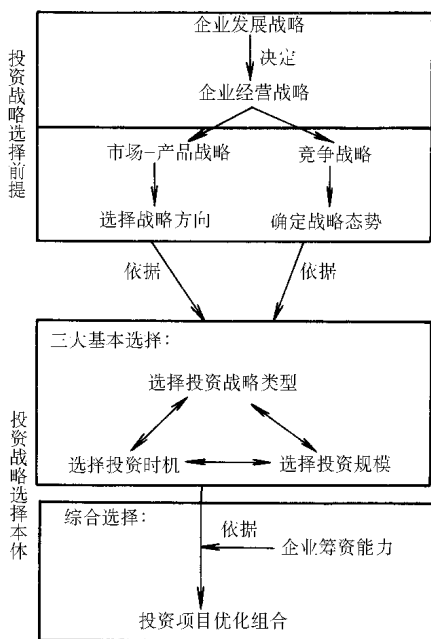 投资战略选择前提
企业发展战略
决定
企业经营战略
市场-产品战略
竞争战略
选择战略方向
确定战略态势
依据
依据
投资战略选择本体
三大基本选择:
选择投资战略类型
选择投资时机
选择投资规模
综合选择:
依据
企业筹资能力
投资项目优化组合